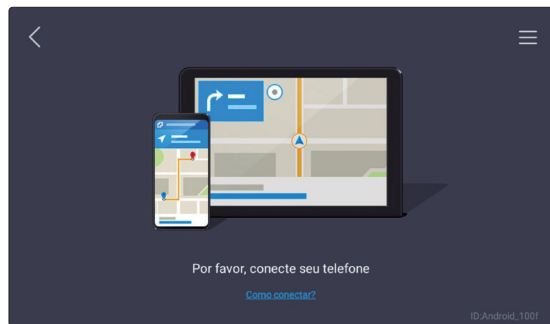 Por favor, conecte seu telefone
Como conectar?
ID:Android_100f